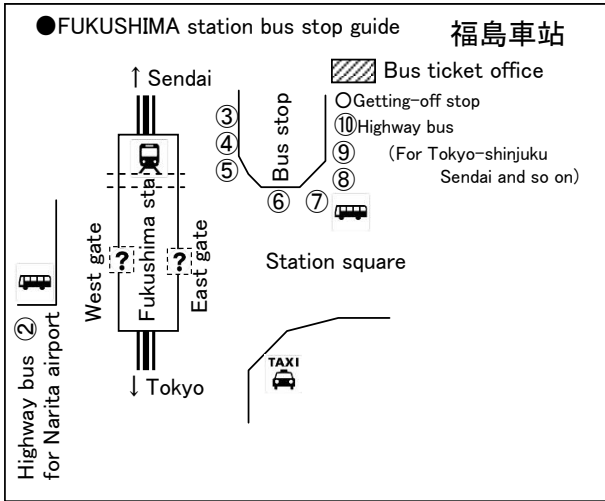 ●FUKUSHIMA station bus stop guide
福島車站
↑ Sendai
Bus ticket office
○Getting-off stop
⑩Highway bus
(For Tokyo-shinjuku
Sendai and so on)
③
④
⑤
⑥
⑦
⑧
⑨
Bus stop
Fukushima sta
West gate
?
?
East gate
Station square
TAXI
↓ Tokyo
Highway bus ②
for Narita airport